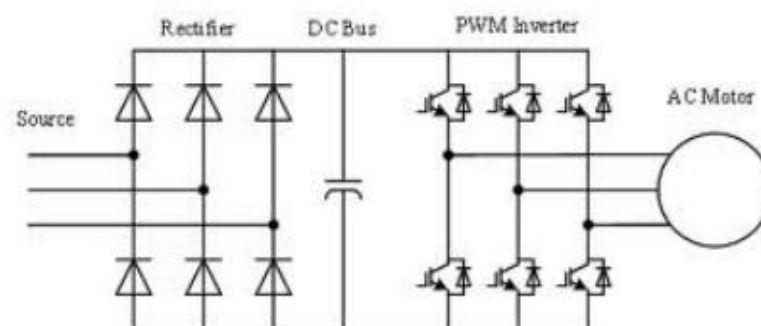 Rectifier
DC Bus
PWM Inverter
AC Motor
Source